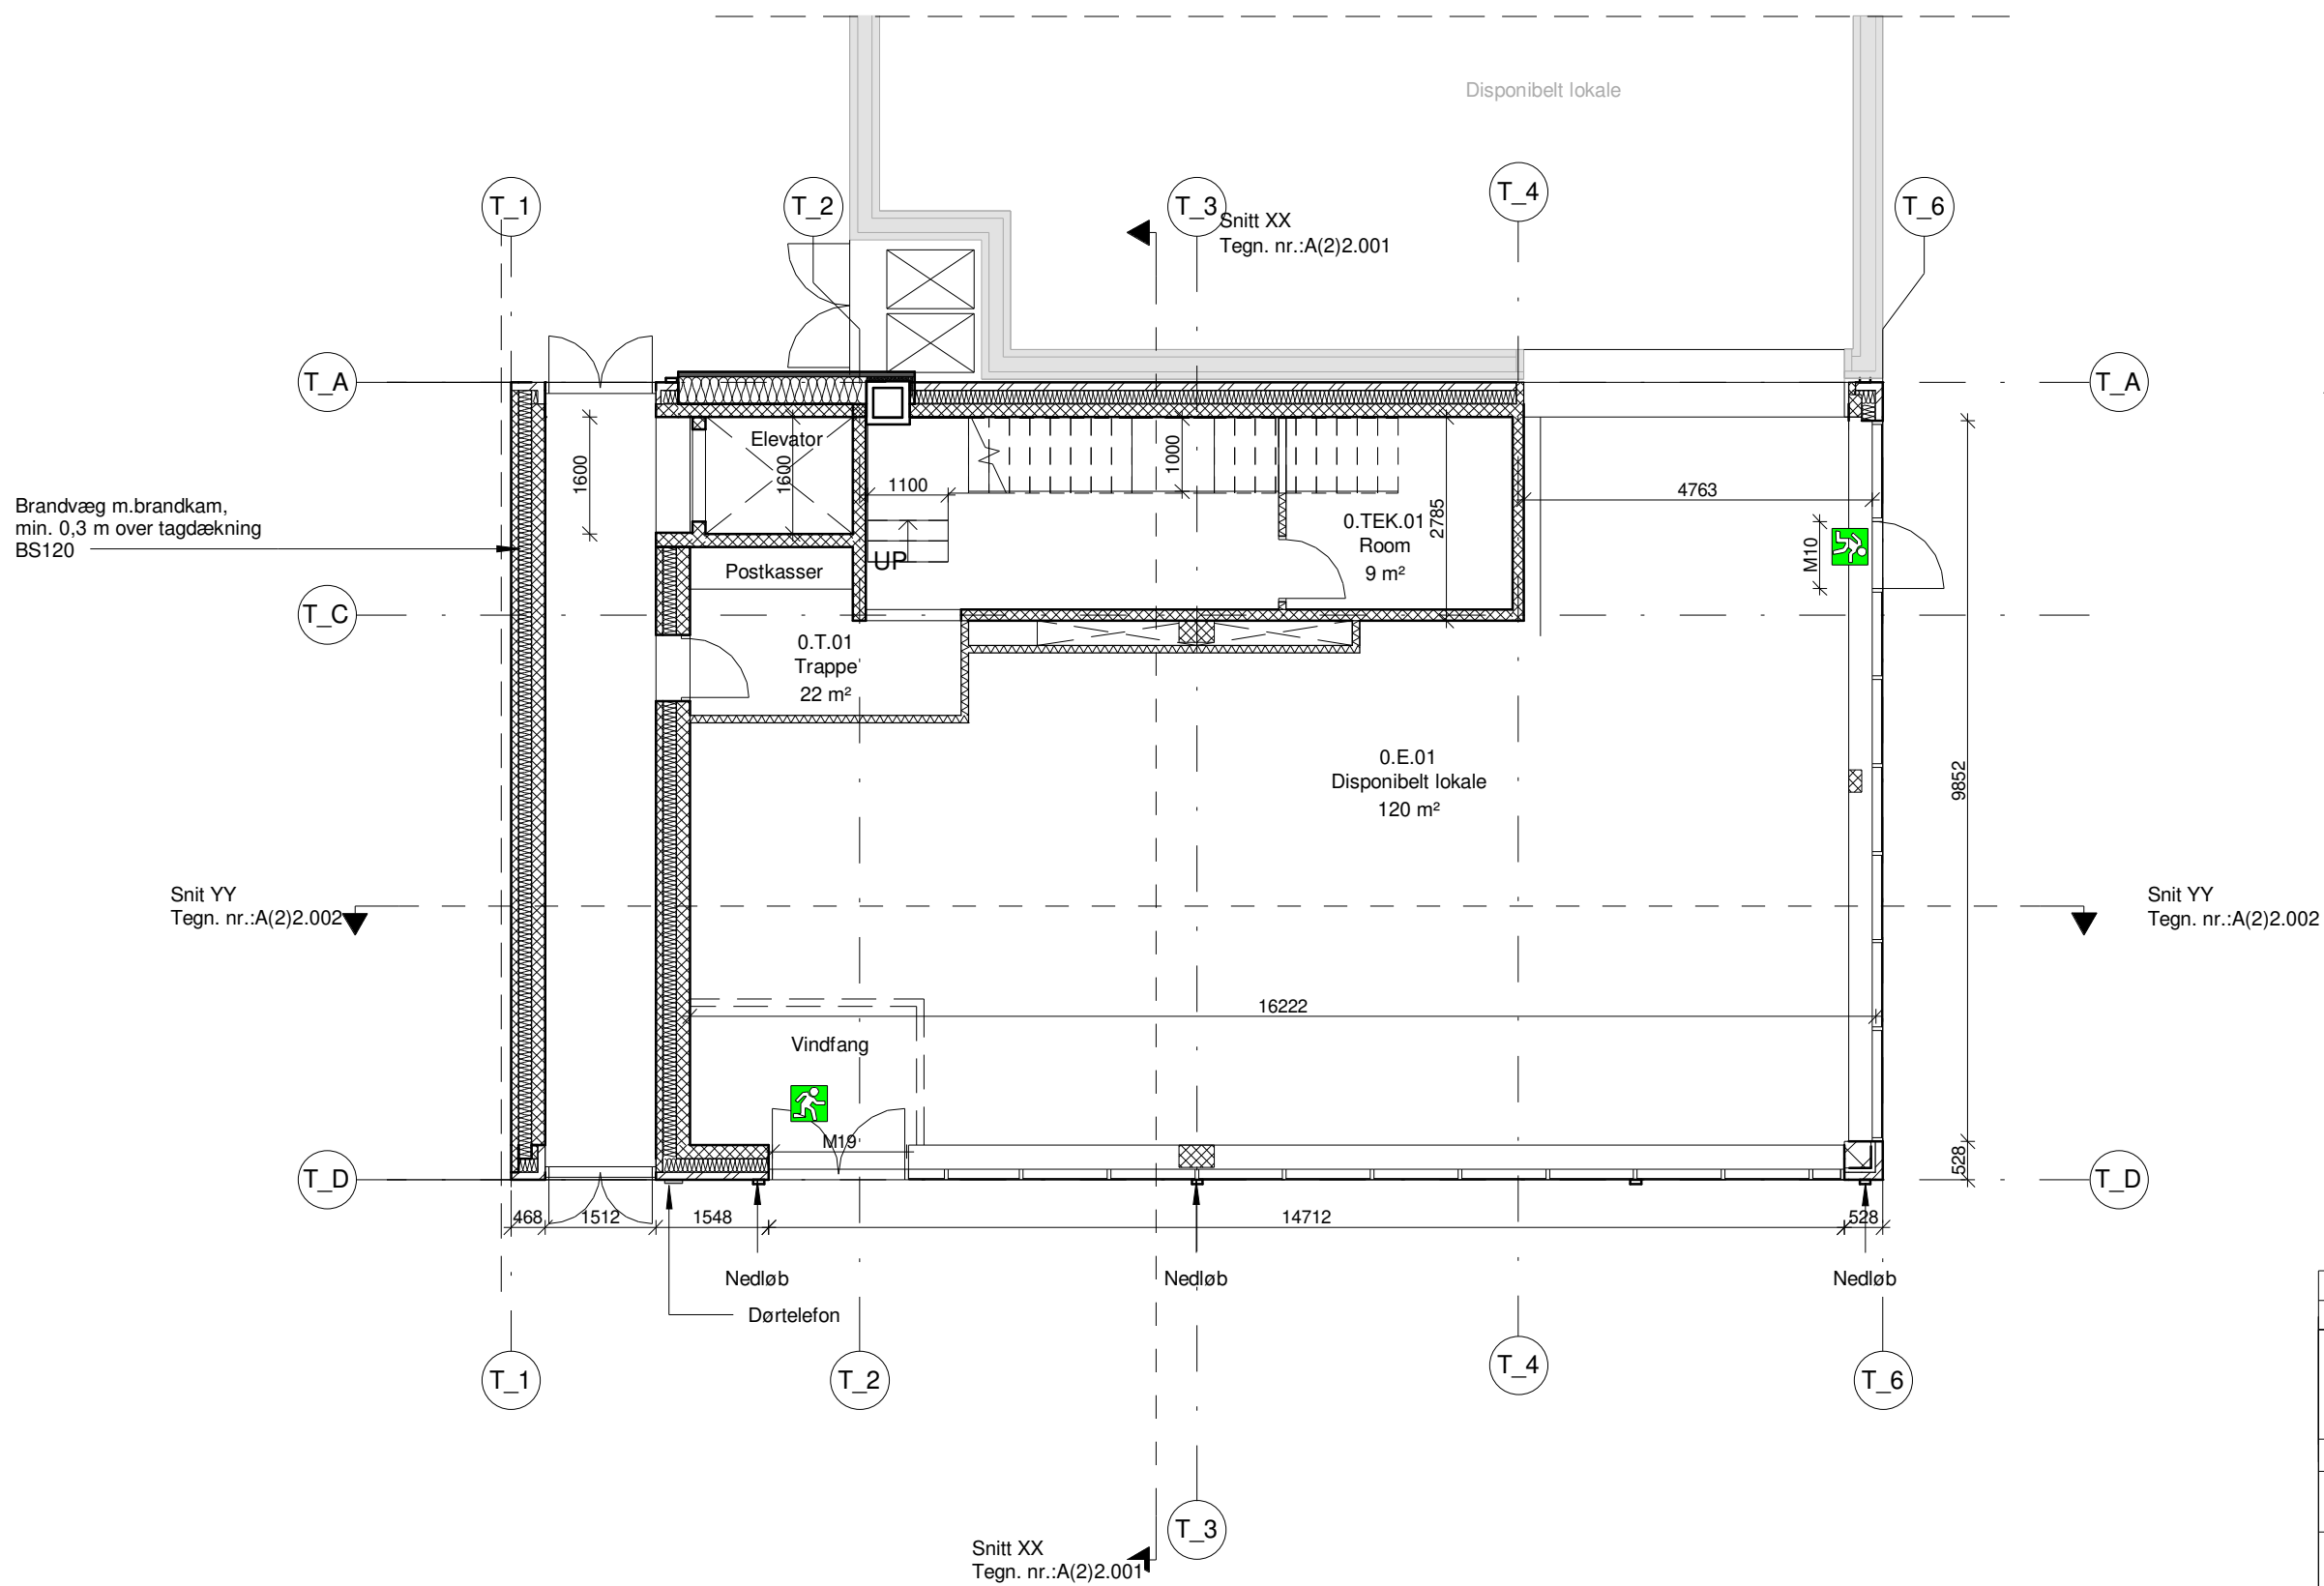 Disponibelt lokale
T_1
T_2
T_3
T_4
T_6
Snitt XX
Tegn. nr.:A(2)2.001
T_A
T_A
Elevator
1600
1600
1000
1100
4763
Brandvæg m.brandkam,
min. 0,3 m over tagdækning
BS120
0.TEK.01
Room
9 m²
2785
M10
UP
Postkasser
T_C
0.T.01
Trappe
22 m²
0.E.01
Disponibelt lokale
120 m²
9852
Snit YY
Tegn. nr.:A(2)2.002
Snit YY
Tegn. nr.:A(2)2.002
16222
Vindfang
M19
528
T_D
T_D
468
1512
1548
14712
528
Nedløb
Nedløb
Nedløb
Dørtelefon
T_1
T_2
T_4
T_6
T_3
Snitt XX
Tegn. nr.:A(2)2.001